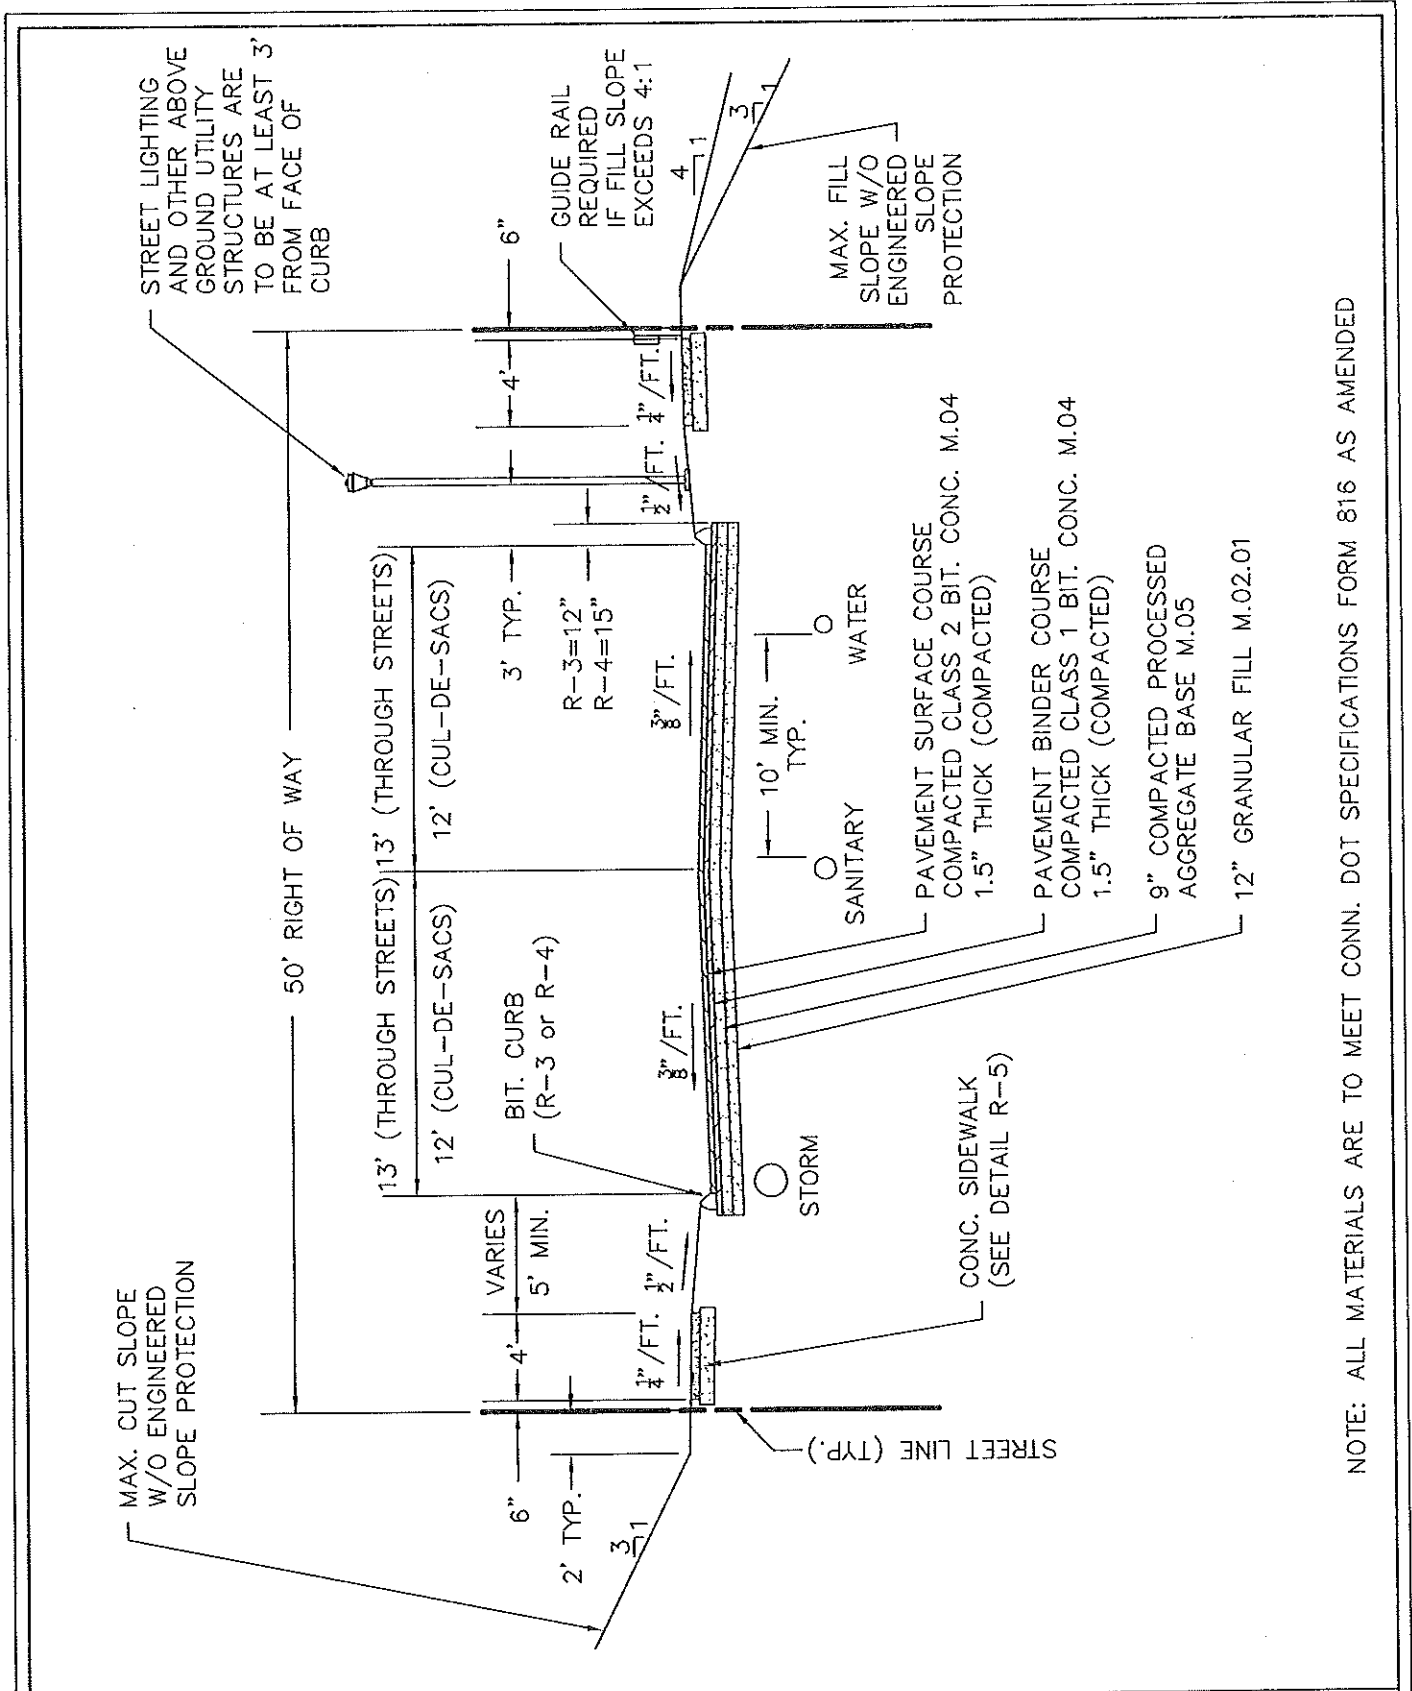 MAX. CUT SLOPE
W/O ENGINEERED
SLOPE PROTECTION
STREET LIGHTING
AND OTHER ABOVE
GROUND UTILITY
STRUCTURES ARE
TO BE AT LEAST 3'
FROM FACE OF
CURB
50' RIGHT OF WAY
13' (THROUGH STREETS)
13' (THROUGH STREETS)
12' (CUL-DE-SACS)
12' (CUL-DE-SACS)
VARIES
5' MIN.
4'
6"
2' TYP.
3
1
BIT. CURB
(R-3 or R-4)
3' TYP.
R-3=12"
R-4=15"
4'
6"
GUIDE RAIL
REQUIRED
IF FILL SLOPE
EXCEEDS 4:1
1/4"/FT.
1/2"/FT.
3/8"/FT.
3/8"/FT.
1/2"/FT.
1/4"/FT.
4
1
3
1
STREET LINE (TYP.)
STORM
SANITARY
10' MIN.
TYP.
WATER
MAX. FILL
SLOPE W/O
ENGINEERED
SLOPE
PROTECTION
CONC. SIDEWALK
(SEE DETAIL R-5)
PAVEMENT SURFACE COURSE
COMPACTED CLASS 2 BIT. CONC. M.04
1.5" THICK (COMPACTED)
PAVEMENT BINDER COURSE
COMPACTED CLASS 1 BIT. CONC. M.04
1.5" THICK (COMPACTED)
9" COMPACTED PROCESSED
AGGREGATE BASE M.05
12" GRANULAR FILL M.02.01
NOTE: ALL MATERIALS ARE TO MEET CONN. DOT SPECIFICATIONS FORM 816 AS AMENDED